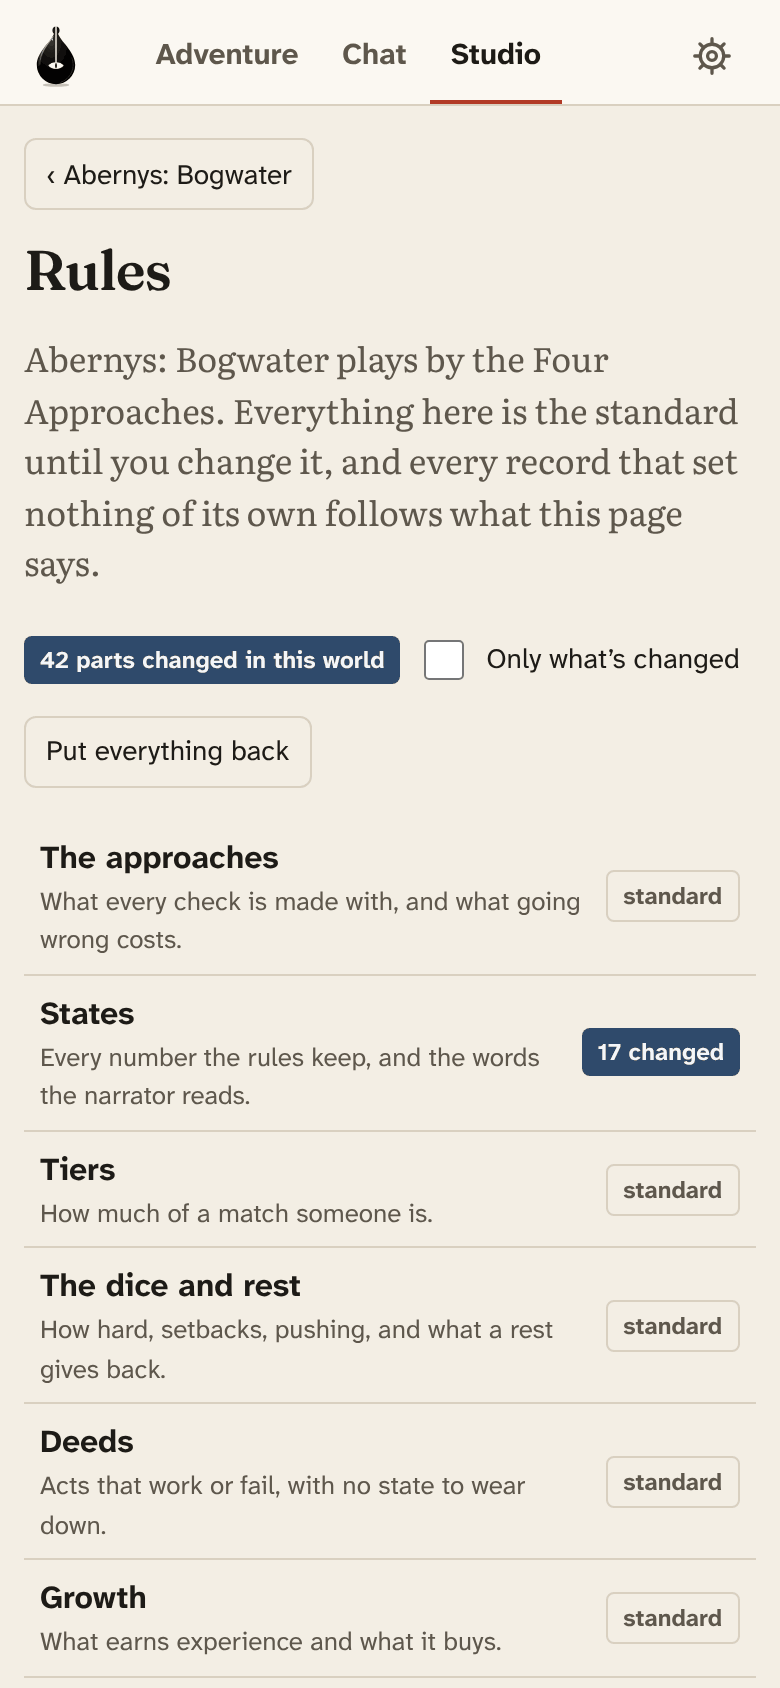 Adventure Chat Studio
‹ Abernys: Bogwater
Rules
Abernys: Bogwater plays by the Four
Approaches. Everything here is the standard
until you change it, and every record that set
nothing of its own follows what this page
says.
42 parts changed in this world Only what’s changed
Put everything back
The approaches
What every check is made with, and what going
wrong costs.
standard
States
Every number the rules keep, and the words
the narrator reads.
17 changed
Tiers
How much of a match someone is.
standard
The dice and rest
How hard, setbacks, pushing, and what a rest
gives back.
standard
Deeds
Acts that work or fail, with no state to wear
down.
standard
Growth
What earns experience and what it buys.
standard